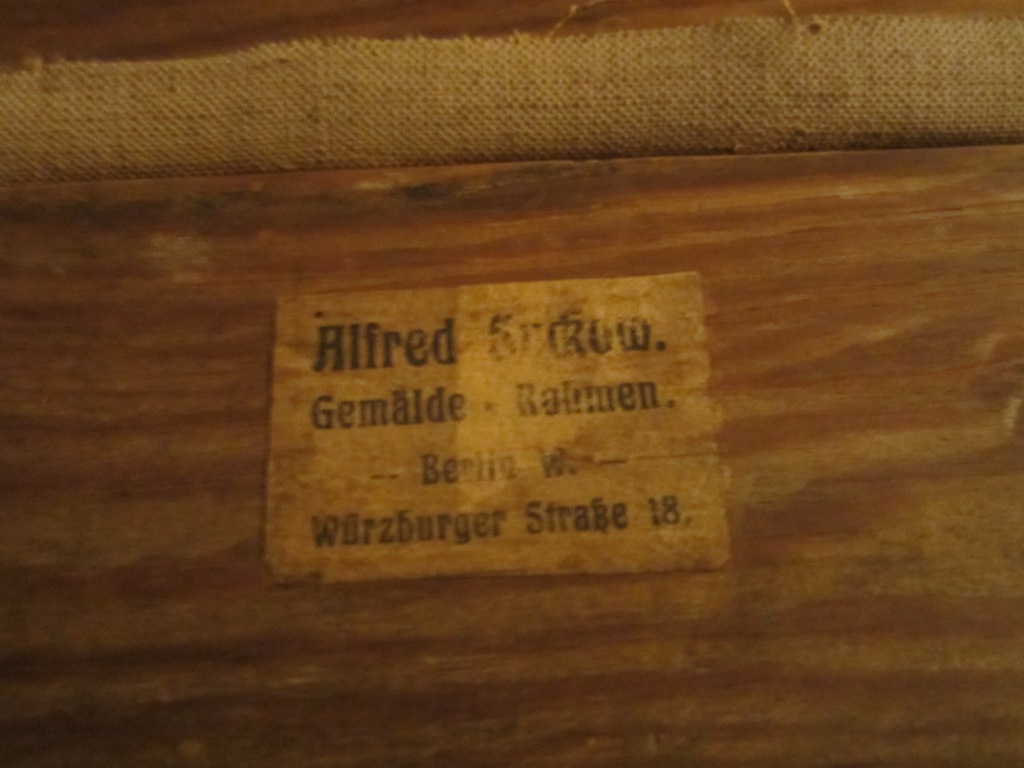 Alfred
Gemälde - Rahmen.
— Berlin W. —
Würzburger Straße 18.